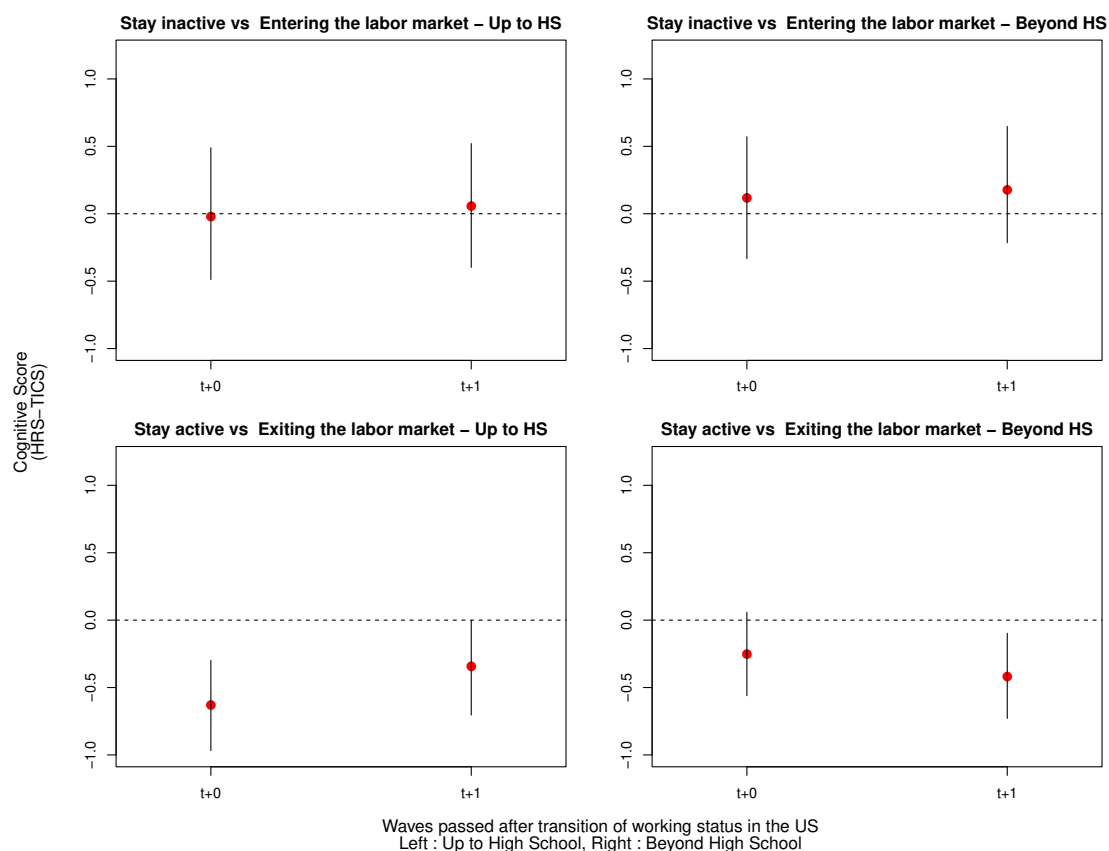 Stay inactive vs  Entering the labor market − Up to HS
1.0
0.5
0.0
−0.5
−1.0
t+0 t+1
Stay inactive vs  Entering the labor market − Beyond HS
1.0
0.5
0.0
−0.5
−1.0
t+0 t+1
Cognitive Score
(HRS−TICS)
Stay active vs  Exiting the labor market − Up to HS
1.0
0.5
0.0
−0.5
−1.0
t+0 t+1
Stay active vs  Exiting the labor market − Beyond HS
1.0
0.5
0.0
−0.5
−1.0
t+0 t+1
Waves passed after transition of working status in the US
Left : Up to High School, Right : Beyond High School